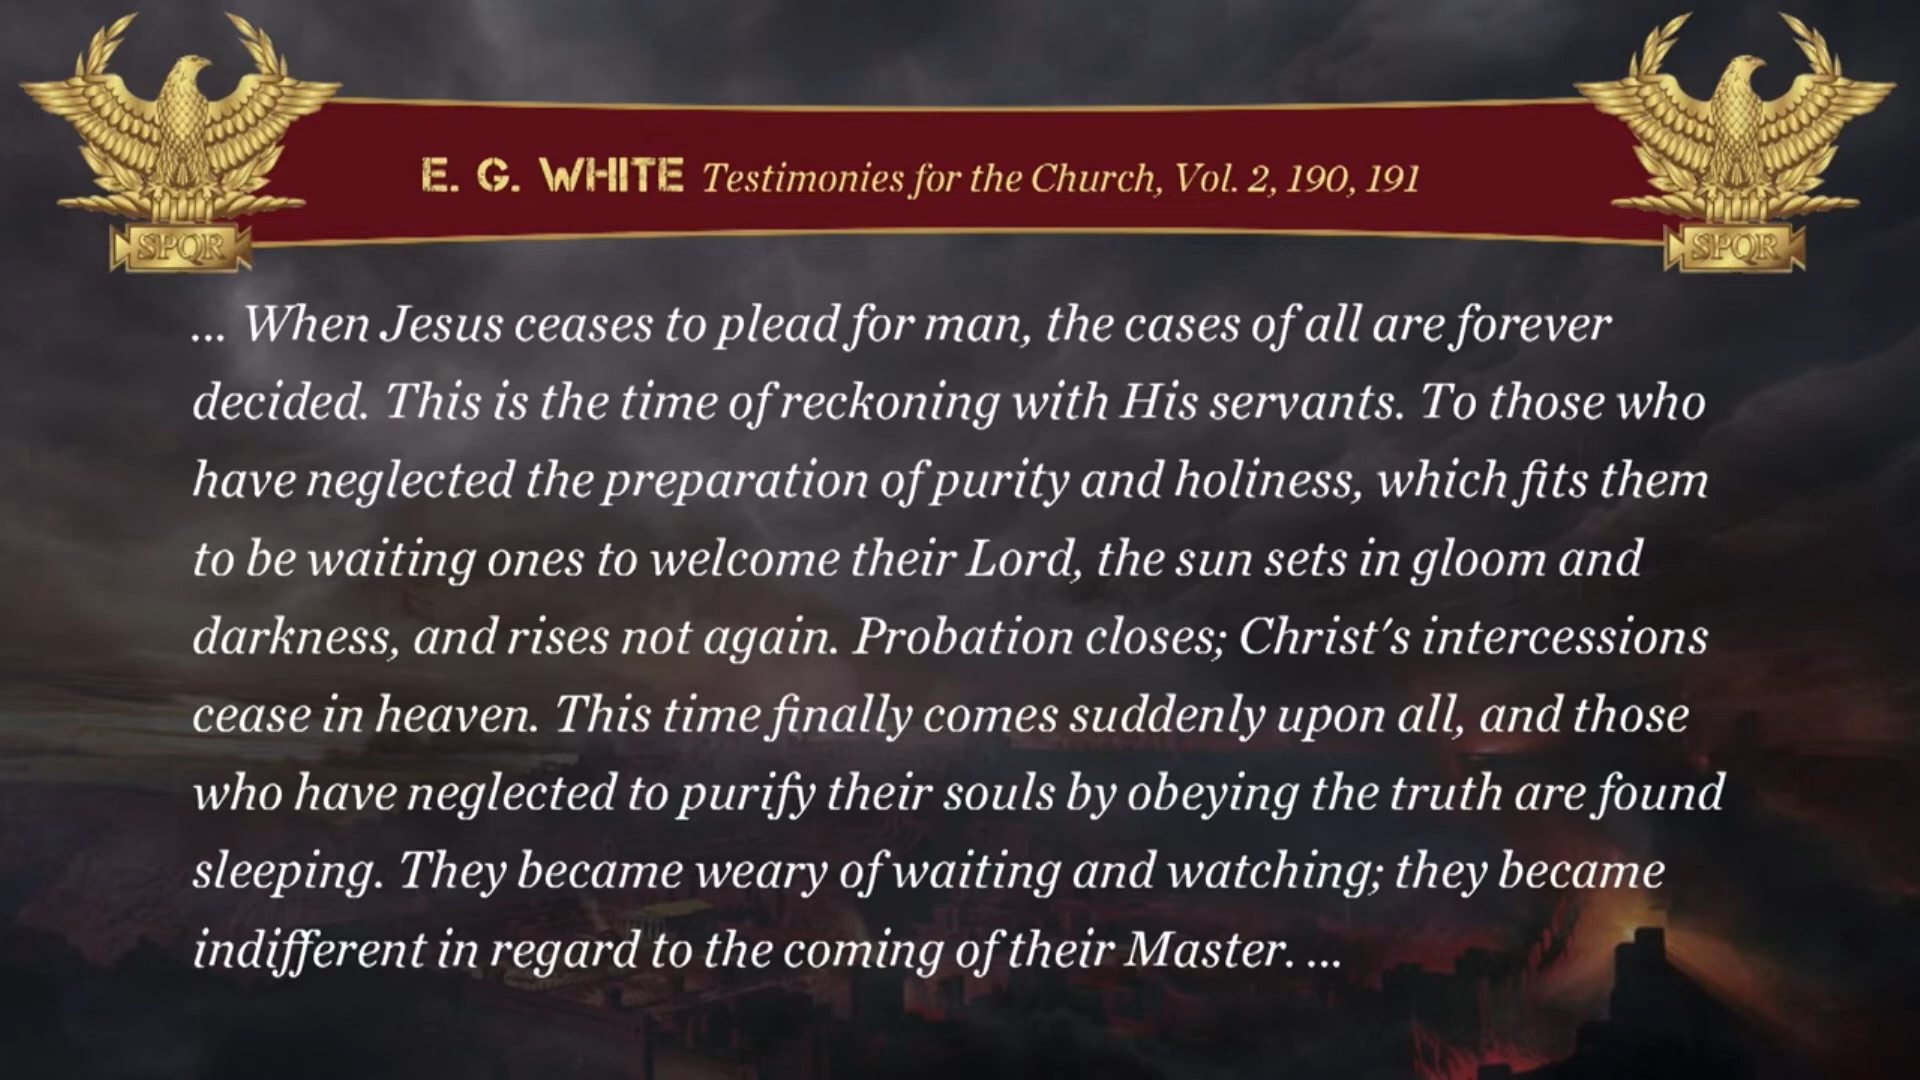 E. G. WHITE Testimonies for the Church, Vol. 2, 190, 191
SPQR
SPQR
... When Jesus ceases to plead for man, the cases of all are forever
decided. This is the time of reckoning with His servants. To those who
have neglected the preparation of purity and holiness, which fits them
to be waiting ones to welcome their Lord, the sun sets in gloom and
darkness, and rises not again. Probation closes; Christ's intercessions
cease in heaven. This time finally comes suddenly upon all, and those
who have neglected to purify their souls by obeying the truth are found
sleeping. They became weary of waiting and watching; they became
indifferent in regard to the coming of their Master. ...